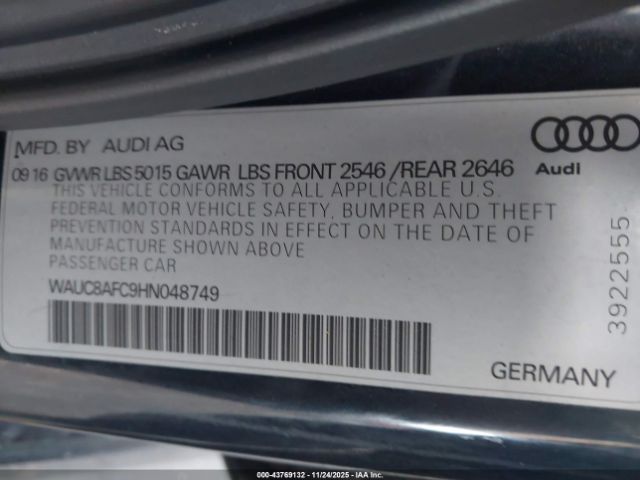 MFD. BY AUDI AG
09 16 GVWR LBS 5015 GAWR LBS FRONT 2546 /REAR 2646
Audi
THIS VEHICLE CONFORMS TO ALL APPLICABLE U.S.
FEDERAL MOTOR VEHICLE SAFETY, BUMPER AND THEFT
PREVENTION STANDARDS IN EFFECT ON THE DATE OF
MANUFACTURE SHOWN ABOVE
PASSENGER CAR
WAUC8AFC9HN048749
3922555
GERMANY
000-43769132 - 11/24/2025 - IAAI.COM